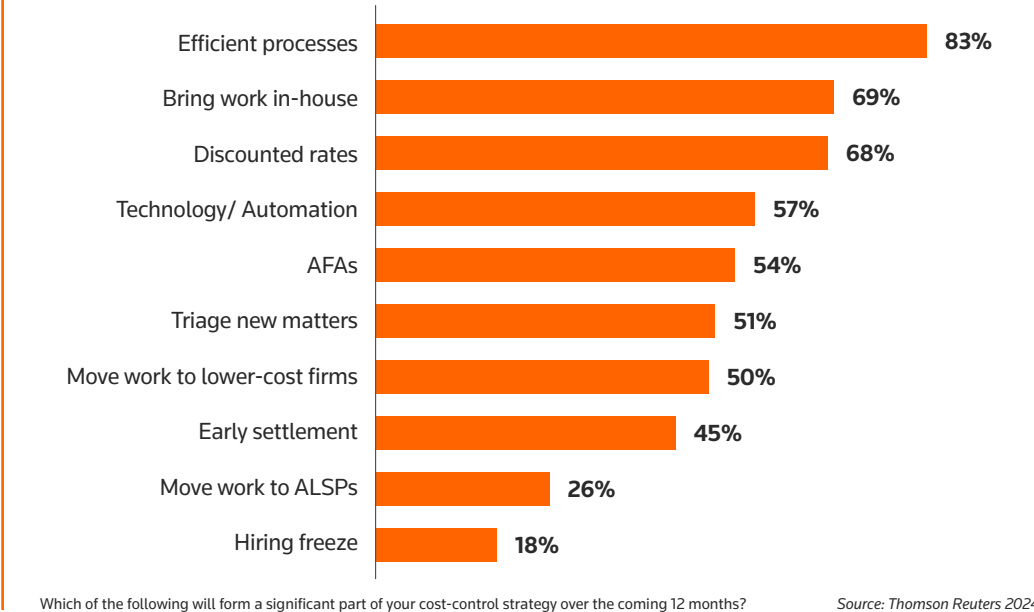 Efficient processes 83%
Bring work in-house 69%
Discounted rates 68%
Technology/ Automation 57%
AFAs 54%
Triage new matters 51%
Move work to lower-cost firms 50%
Early settlement 45%
Move work to ALSPs 26%
Hiring freeze 18%
Which of the following will form a significant part of your cost-control strategy over the coming 12 months? Source: Thomson Reuters 2024